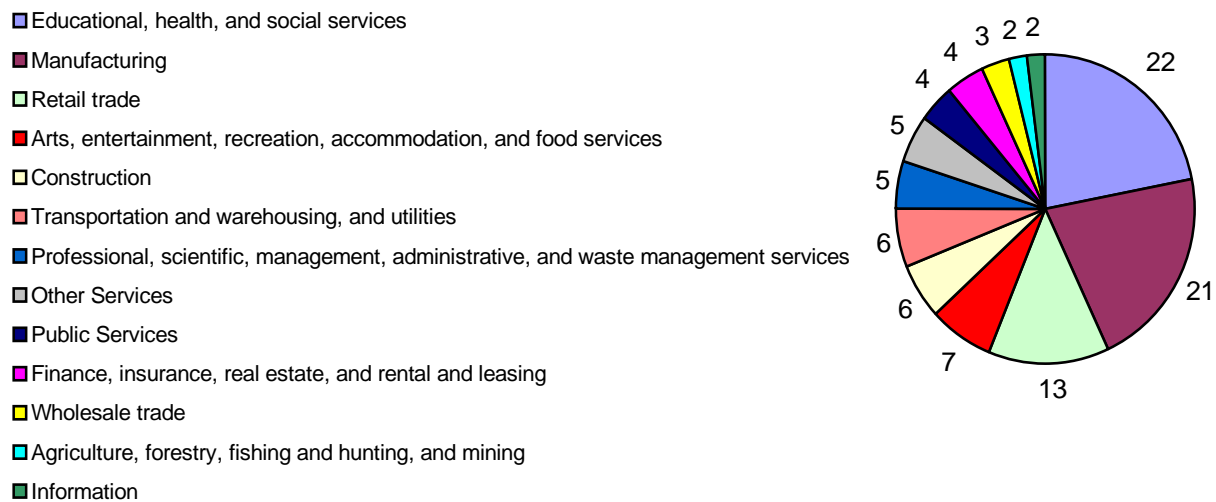 Educational, health, and social services
Manufacturing
Retail trade
Arts, entertainment, recreation, accommodation, and food services
Construction
Transportation and warehousing, and utilities
Professional, scientific, management, administrative, and waste management services
Other Services
Public Services
Finance, insurance, real estate, and rental and leasing
Wholesale trade
Agriculture, forestry, fishing and hunting, and mining
Information
22
21
13
7
6
6
5
5
4
4
3
2
2